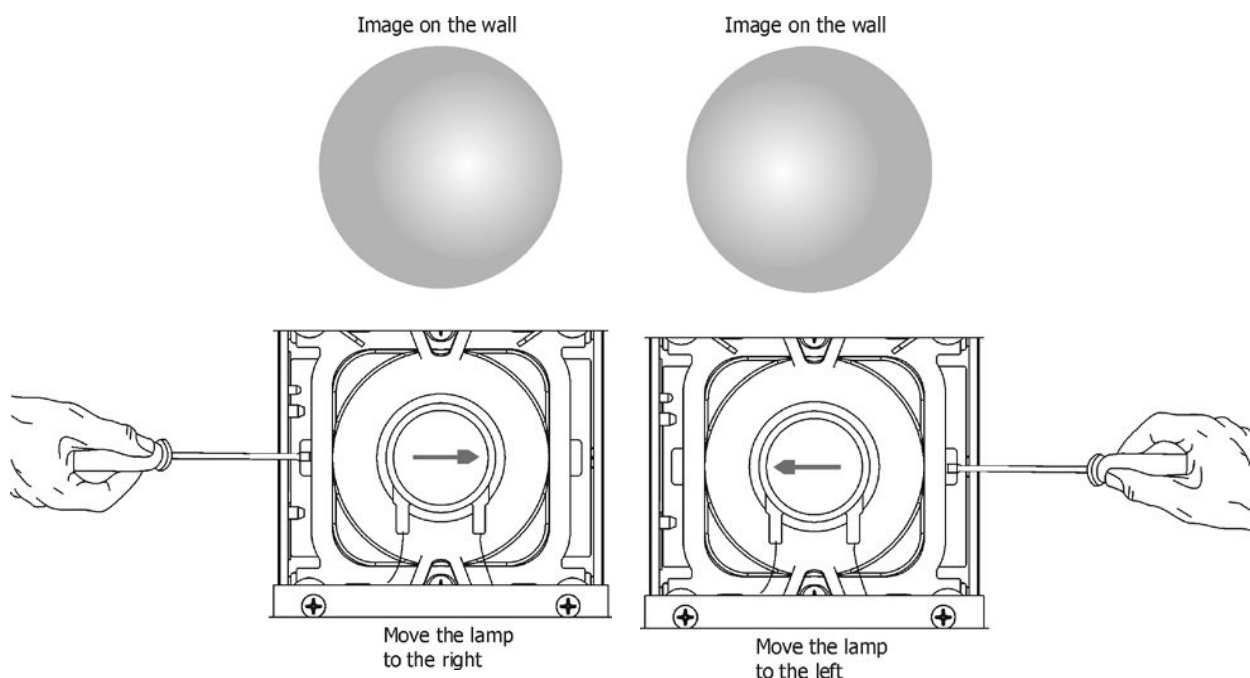 Image on the wall
Image on the wall
Move the lamp
to the right
Move the lamp
to the left